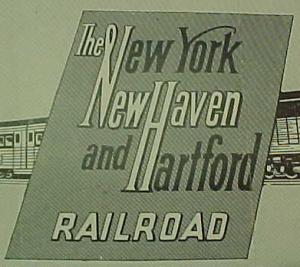 The New York
New Haven
and Hartford
RAILROAD